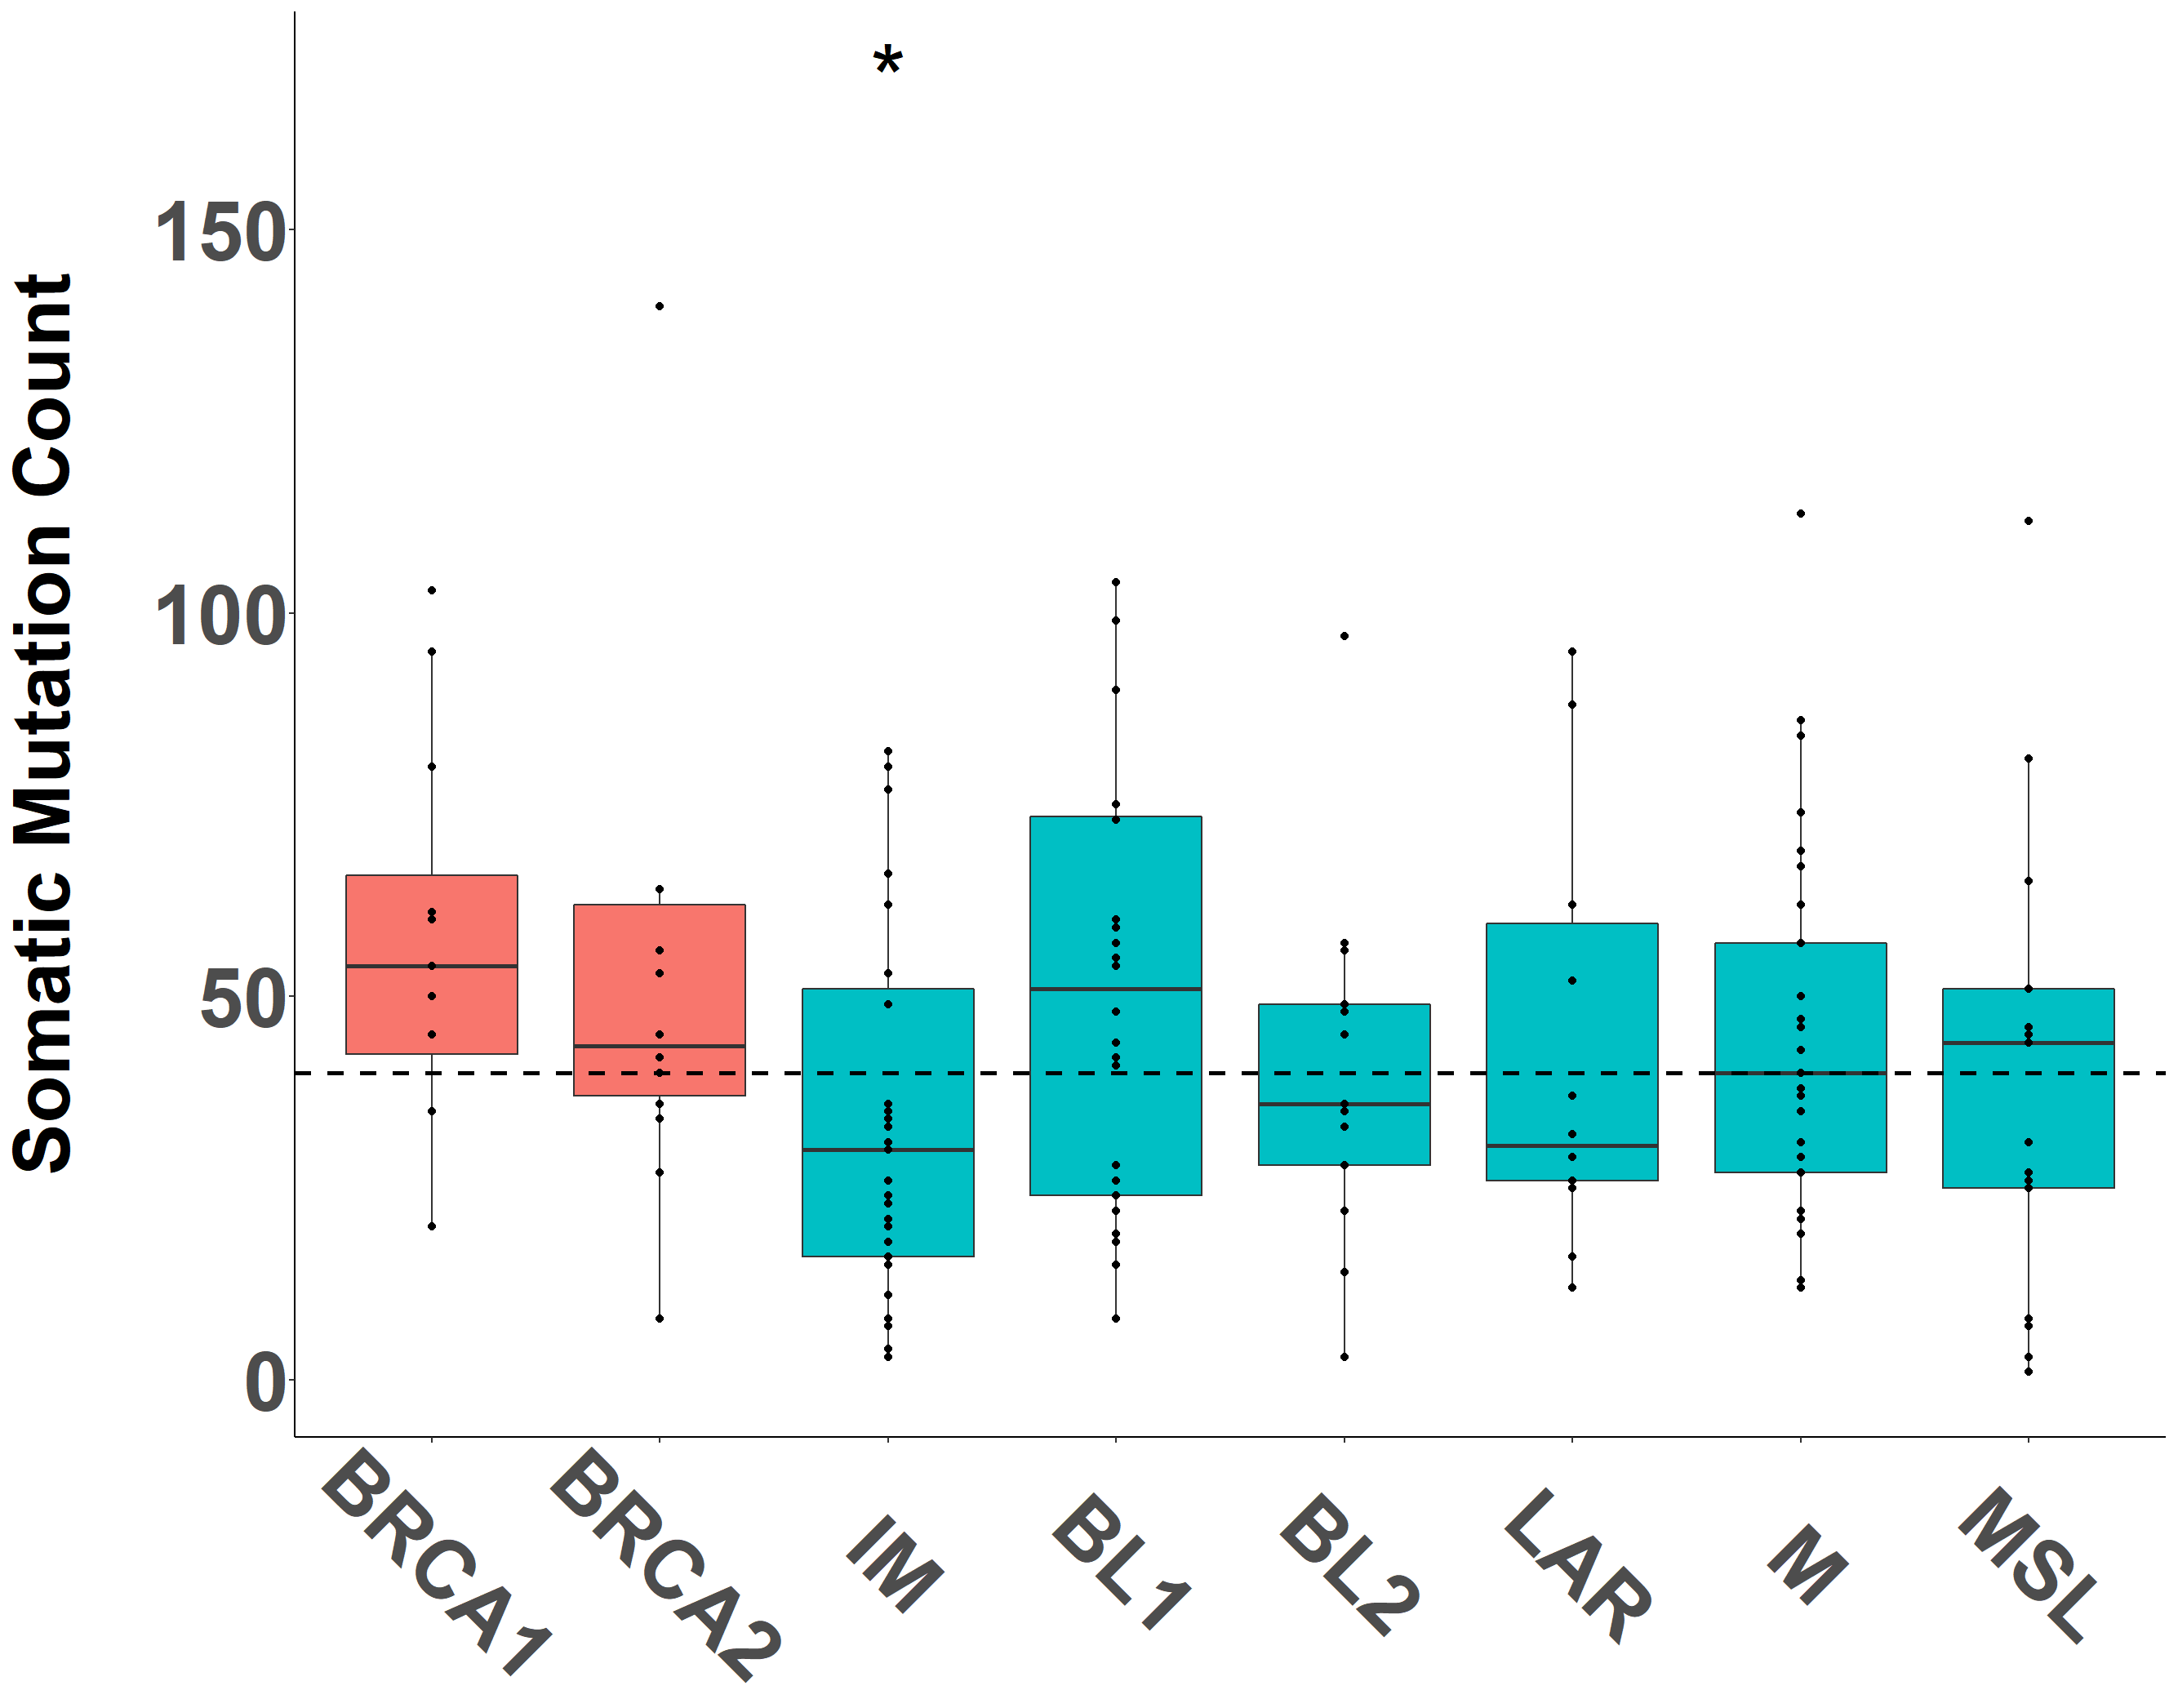 *
150
100
50
0
Somatic Mutation Count
BRCA1
BRCA2
IM
BL1
BL2
LAR
M
MSL